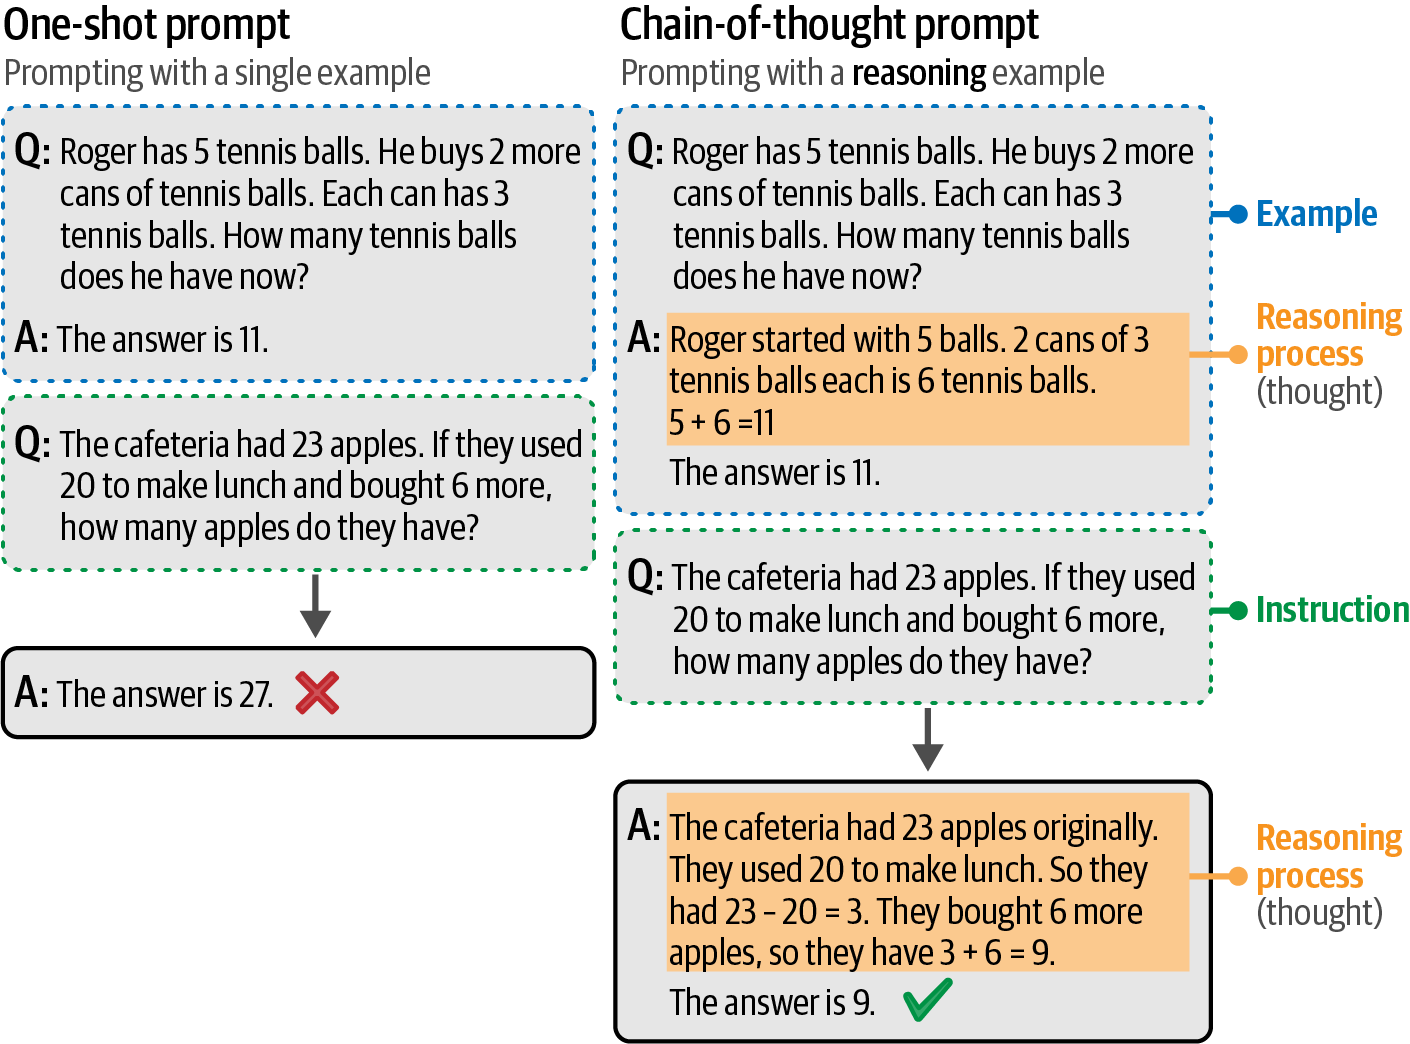 One-shot prompt
Prompting with a single example
Q: Roger has 5 tennis balls. He buys 2 more
cans of tennis balls. Each can has 3
tennis balls. How many tennis balls
does he have now?
A: The answer is 11.
Q: The cafeteria had 23 apples. If they used
20 to make lunch and bought 6 more,
how many apples do they have?
A: The answer is 27.
Chain-of-thought prompt
Prompting with a reasoning example
Q: Roger has 5 tennis balls. He buys 2 more
cans of tennis balls. Each can has 3
tennis balls. How many tennis balls
does he have now?
Example
A: Roger started with 5 balls. 2 cans of 3
tennis balls each is 6 tennis balls.
5 + 6 =11
The answer is 11.
Reasoning
process
(thought)
Q: The cafeteria had 23 apples. If they used
20 to make lunch and bought 6 more,
how many apples do they have?
Instruction
A: The cafeteria had 23 apples originally.
They used 20 to make lunch. So they
had 23 – 20 = 3. They bought 6 more
apples, so they have 3 + 6 = 9.
The answer is 9.
Reasoning
process
(thought)